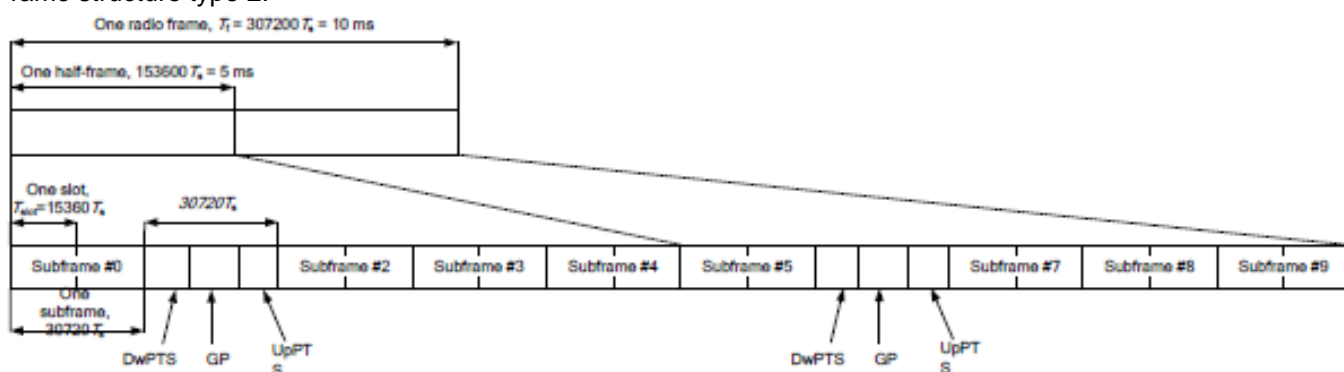 rame structure type 2.
One radio frame, Tf = 307200 Ts = 10 ms
One half-frame, 153600 Ts = 5 ms
One slot,
Tslot=15360 Ts
30720Ts
Subframe #0
Subframe #2
Subframe #3
Subframe #4
Subframe #5
Subframe #7
Subframe #8
Subframe #9
One
subframe,
30720 Ts
DwPTS
GP
UpPT
S
DwPTS
GP
UpPT
S